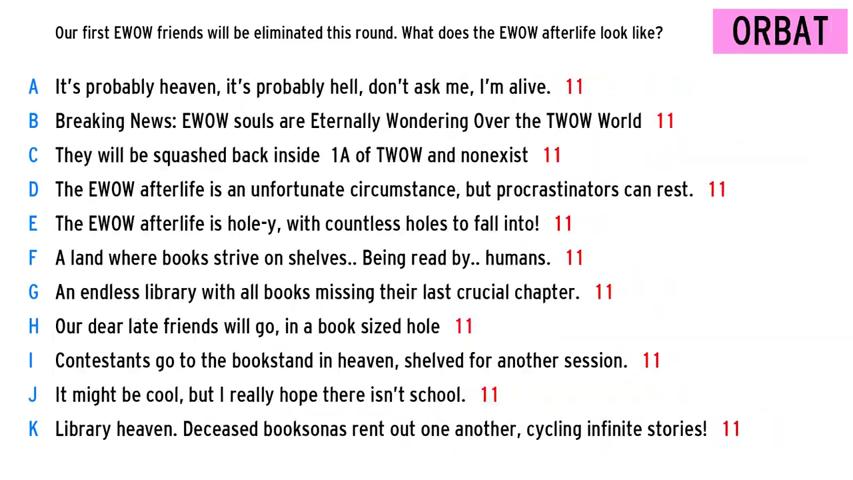 Our first EWOW friends will be eliminated this round. What does the EWOW afterlife look like?
ORBAT
A It's probably heaven, it's probably hell, don't ask me, I'm alive. 11
B Breaking News: EWOW souls are Eternally Wondering Over the TWOW World 11
C They will be squashed back inside 1A of TWOW and nonexist 11
D The EWOW afterlife is an unfortunate circumstance, but procrastinators can rest. 11
E The EWOW afterlife is hole-y, with countless holes to fall into! 11
F A land where books strive on shelves.. Being read by.. humans. 11
G An endless library with all books missing their last crucial chapter. 11
H Our dear late friends will go, in a book sized hole 11
I Contestants go to the bookstand in heaven, shelved for another session. 11
J It might be cool, but I really hope there isn't school. 11
K Library heaven. Deceased booksonas rent out one another, cycling infinite stories! 11